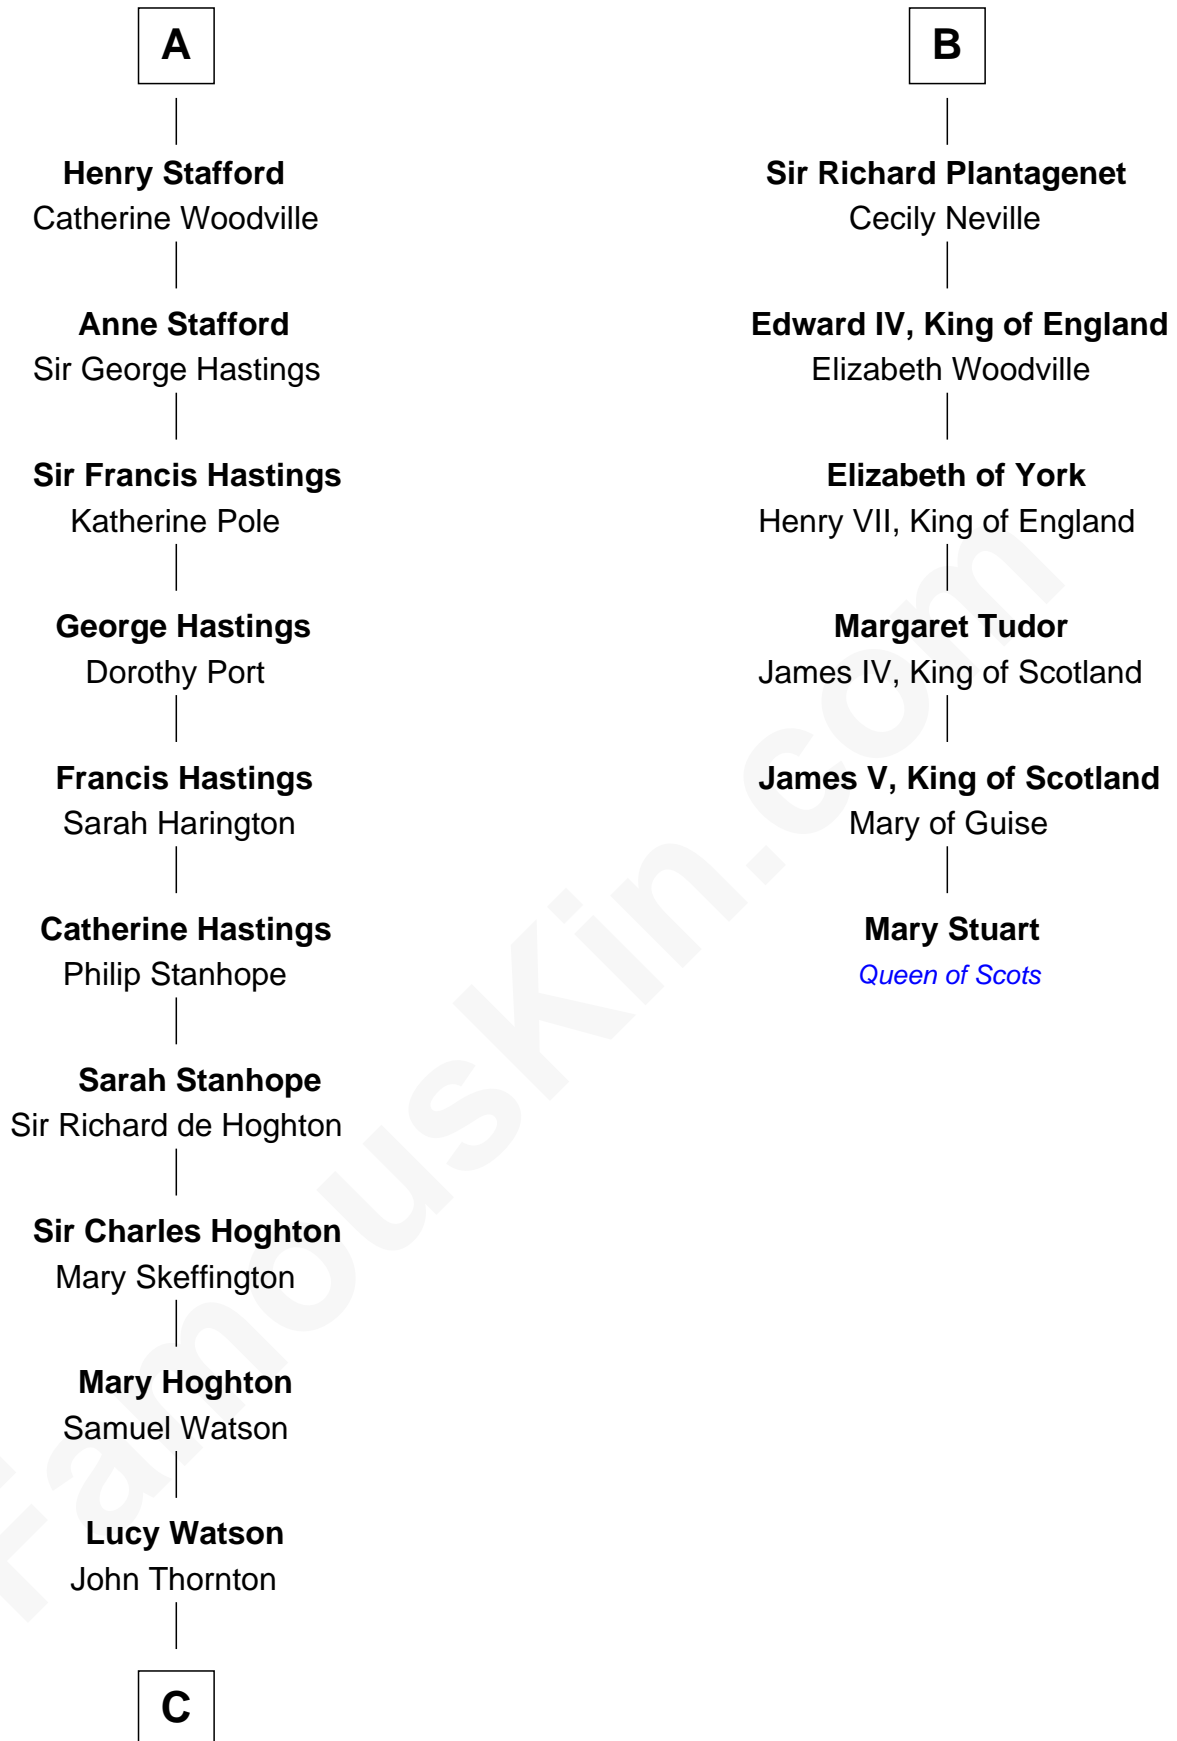 A
Henry Stafford
Catherine Woodville
Anne Stafford
Sir George Hastings
Sir Francis Hastings
Katherine Pole
George Hastings
Dorothy Port
Francis Hastings
Sarah Harington
Catherine Hastings
Philip Stanhope
Sarah Stanhope
Sir Richard de Hoghton
Sir Charles Hoghton
Mary Skeffington
Mary Hoghton
Samuel Watson
Lucy Watson
John Thornton
C
B
Sir Richard Plantagenet
Cecily Neville
Edward IV, King of England
Elizabeth Woodville
Elizabeth of York
Henry VII, King of England
Margaret Tudor
James IV, King of Scotland
James V, King of Scotland
Mary of Guise
Mary Stuart
Queen of Scots
FamousKin.com